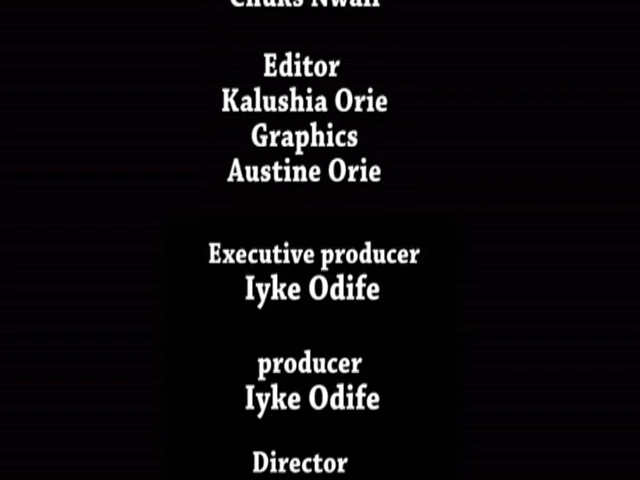 Editor
Kalushia Orie
Graphics
Austine Orie
Executive producer
Iyke Odife
producer
Iyke Odife
Director